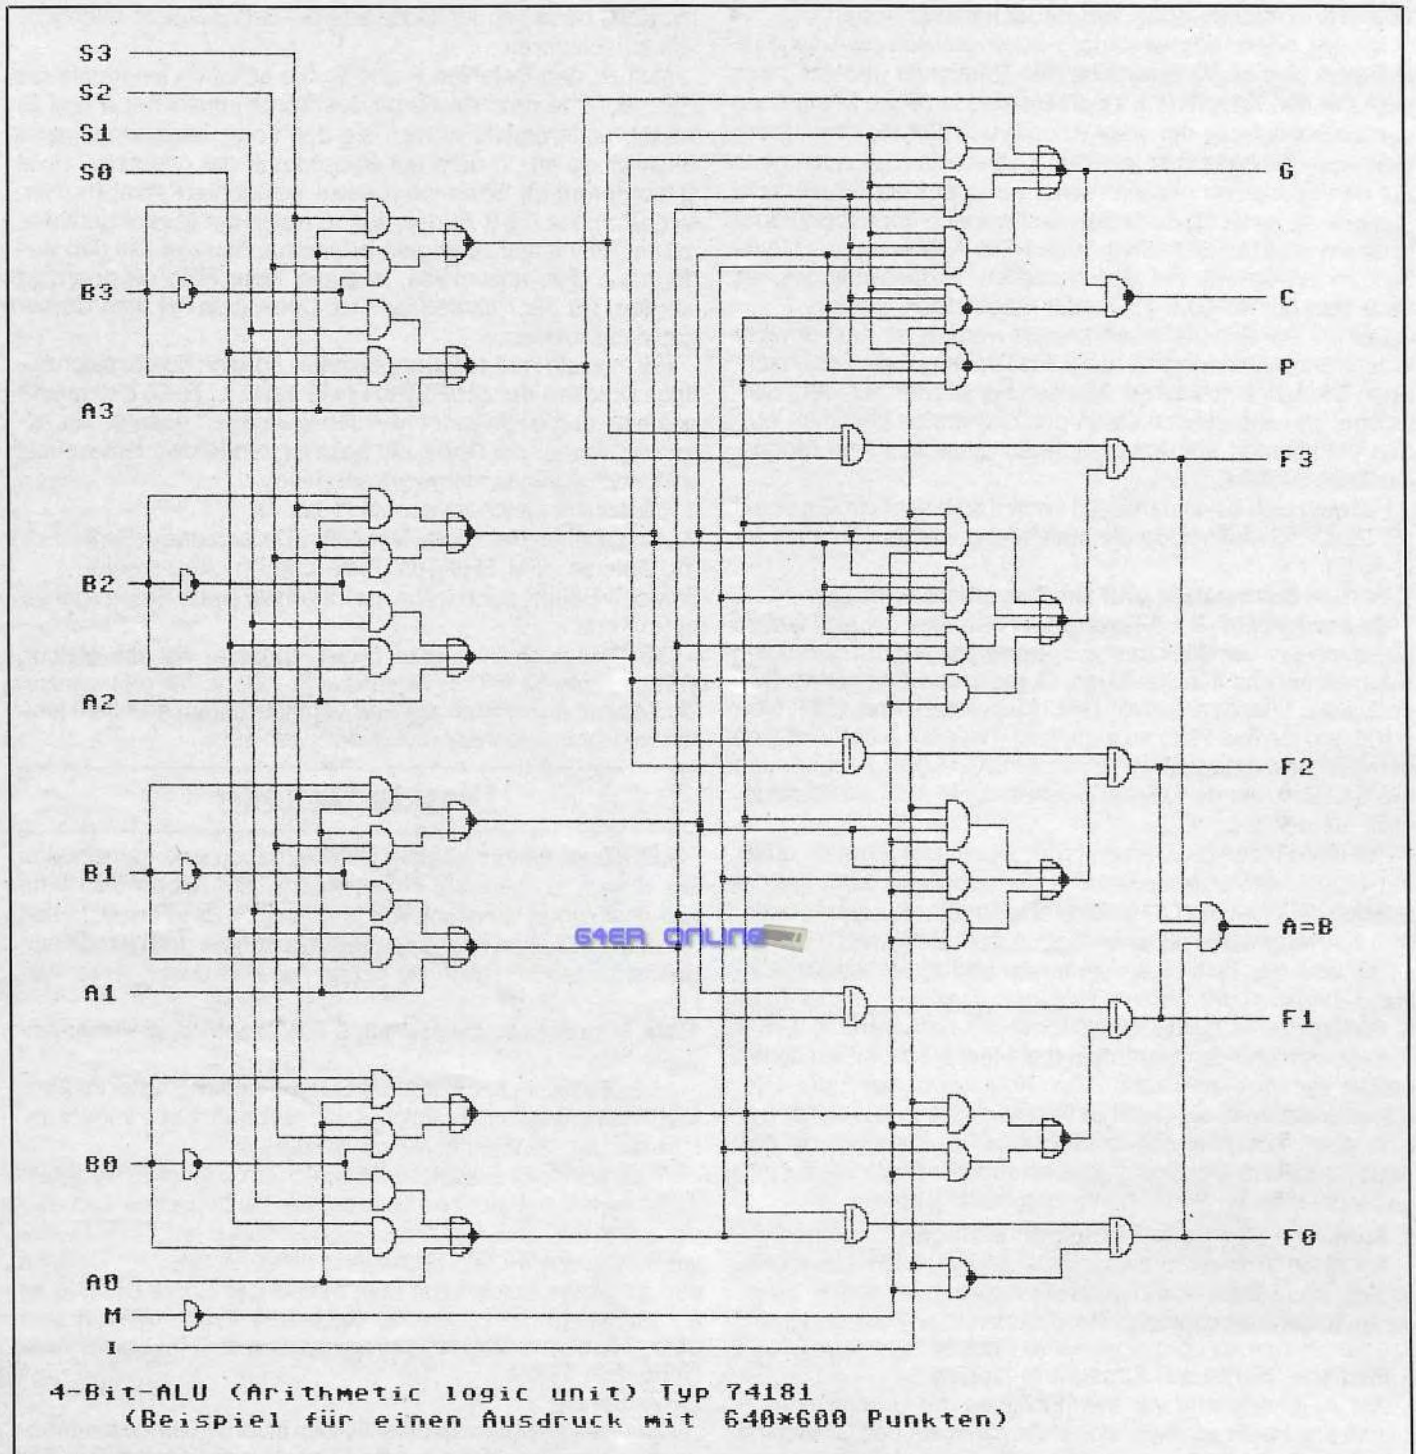 S3
S2
S1
S0
G
B3
C
P
A3
F3
B2
A2
F2
B1
64ER ONLINE
A=B
A1
F1
B0
F0
A0
M
I
4-Bit-ALU (Arithmetic logic unit) Typ 74181
(Beispiel für einen Ausdruck mit 640*600 Punkten)